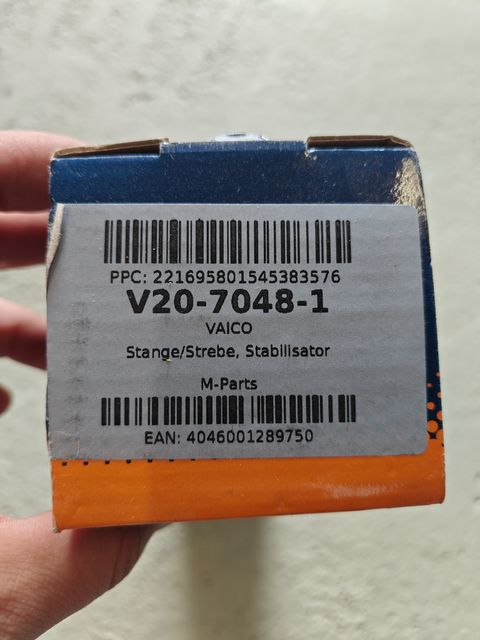 PPC: 221695801545383576
V20-7048-1
VAICO
Stange/Strebe, Stabilisator
M-Parts
EAN: 4046001289750